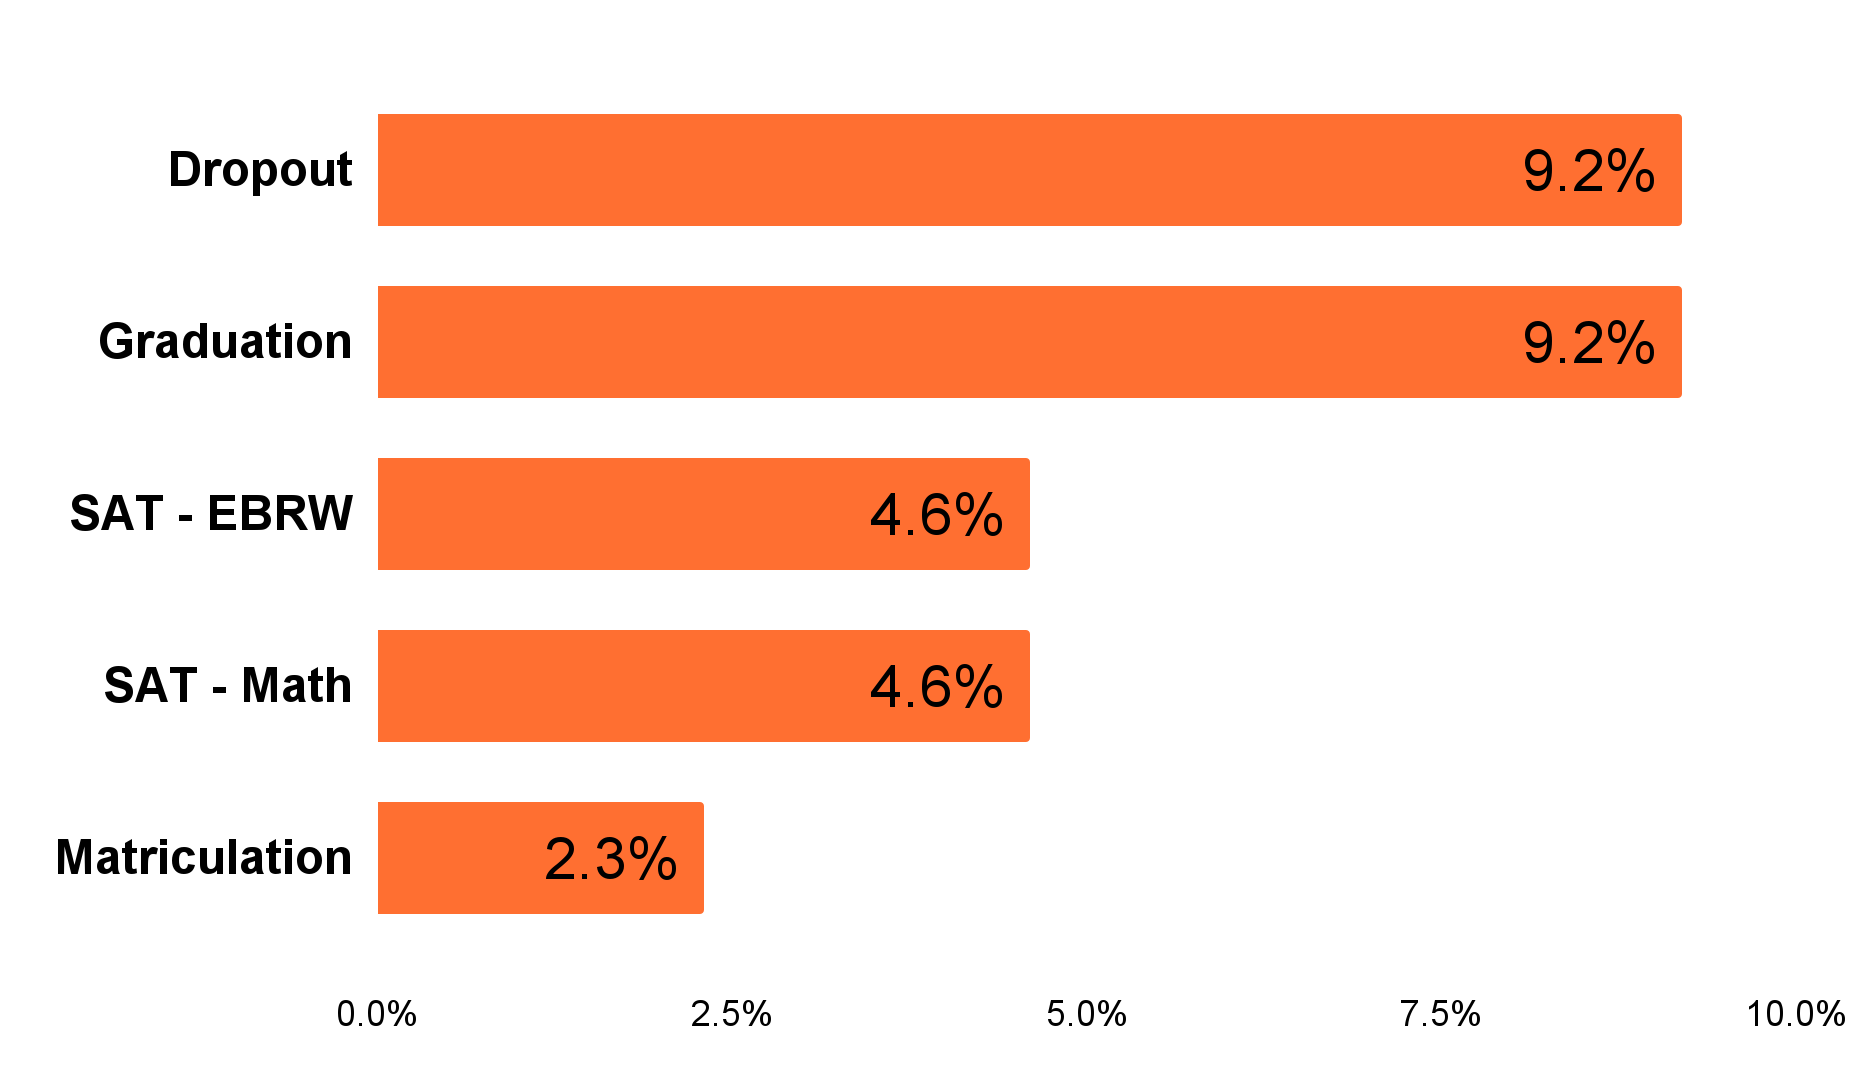 Dropout 9.2%
Graduation 9.2%
SAT - EBRW 4.6%
SAT - Math 4.6%
Matriculation 2.3%
0.0% 2.5% 5.0% 7.5% 10.0%